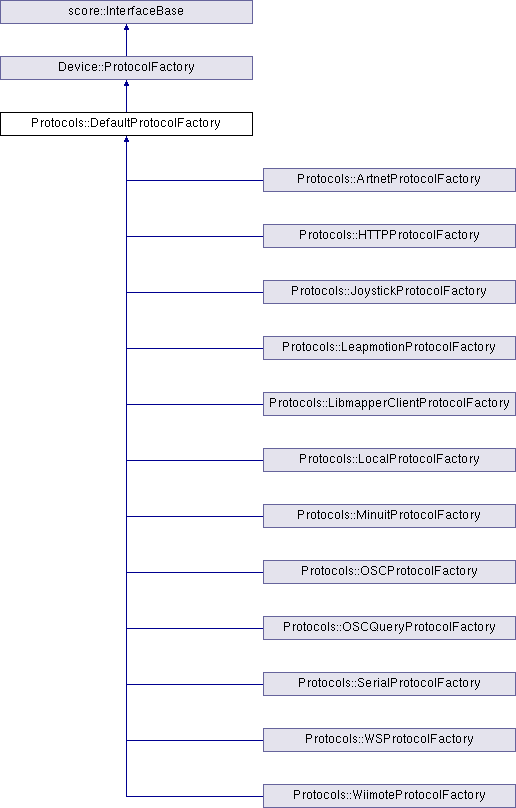 score::InterfaceBase
Device::ProtocolFactory
Protocols::DefaultProtocolFactory
Protocols::ArtnetProtocolFactory
Protocols::HTTPProtocolFactory
Protocols::JoystickProtocolFactory
Protocols::LeapmotionProtocolFactory
Protocols::LibmapperClientProtocolFactory
Protocols::LocalProtocolFactory
Protocols::MinuitProtocolFactory
Protocols::OSCProtocolFactory
Protocols::OSCQueryProtocolFactory
Protocols::SerialProtocolFactory
Protocols::WSProtocolFactory
Protocols::WiimoteProtocolFactory